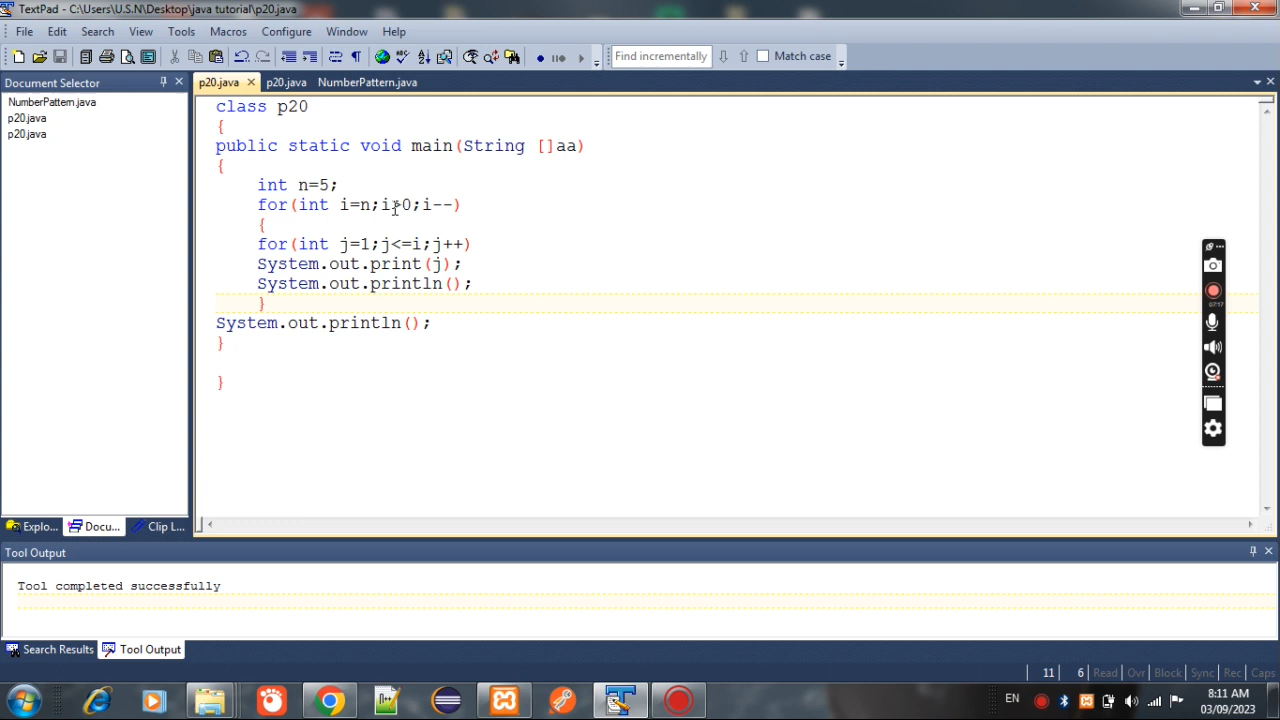 TextPad - C:\Users\U.S.N\Desktop\java tutorial\p20.java
File Edit Search View Tools Macros Configure Window Help
Find incrementally Match case
Document Selector
p20.java p20.java NumberPattern.java
NumberPattern.java
p20.java
p20.java
class p20
{
public static void main(String []aa)
{
int n=5;
for(int i=n;i>0;i--)
{
for(int j=1;j<=i;j++)
System.out.print(j);
System.out.println();
}
System.out.println();
}
}
07:17
Explo... Docu... Clip L...
Tool Output
Tool completed successfully
Search Results Tool Output
11 6 Read Ovr Block Sync Rec Caps
EN
8:11 AM
03/09/2023